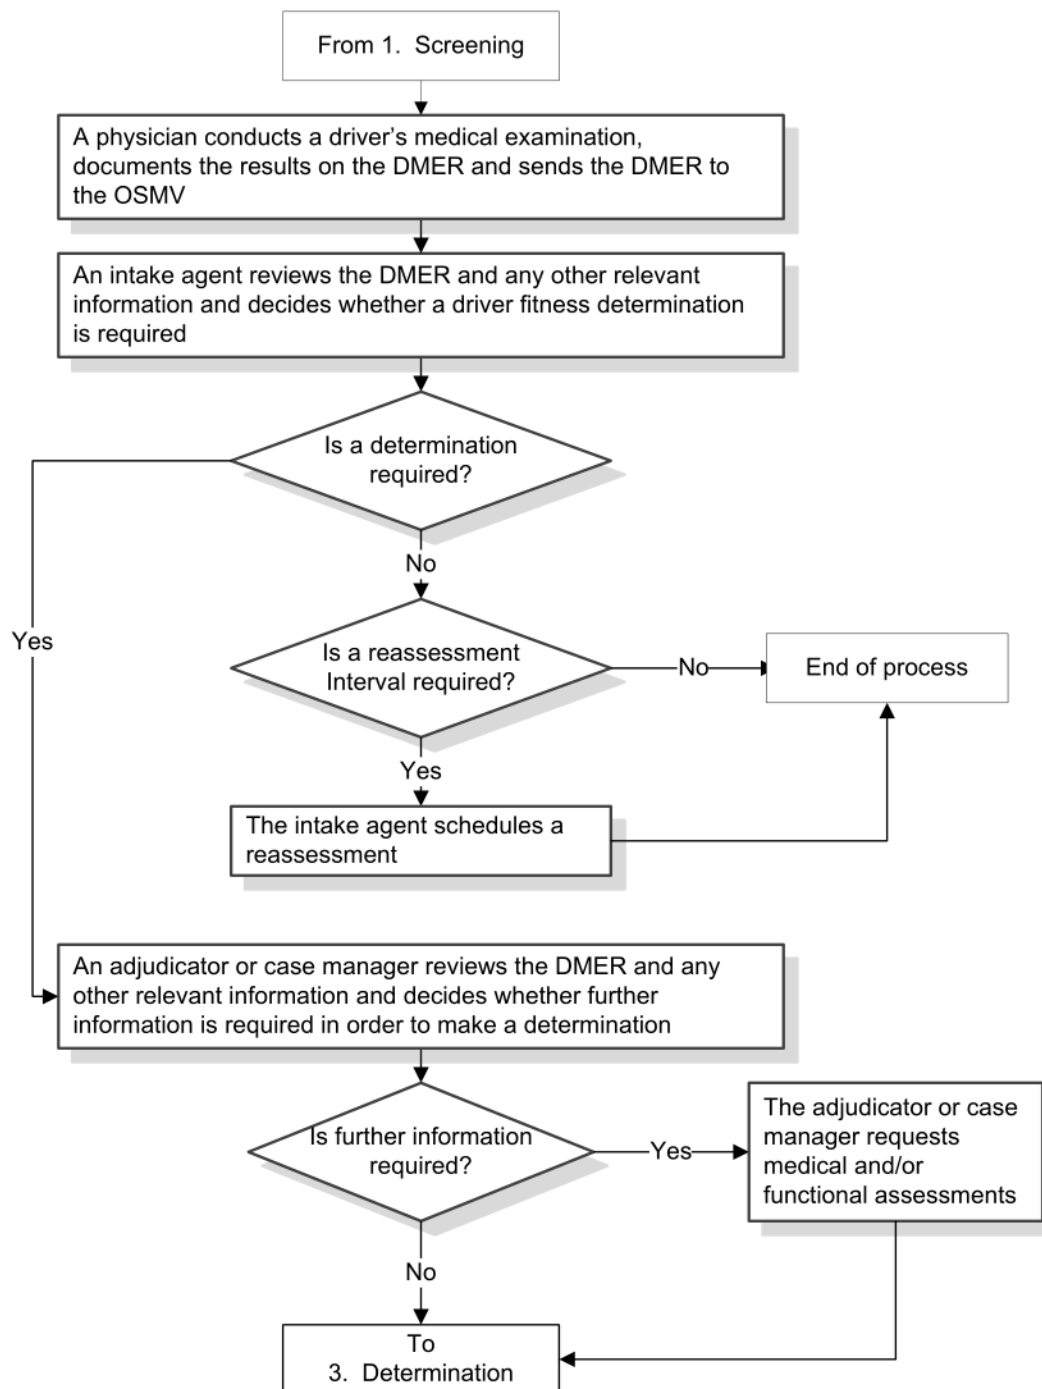 From 1.  Screening
A physician conducts a driver's medical examination,
documents the results on the DMER and sends the DMER to
the OSMV
An intake agent reviews the DMER and any other relevant
information and decides whether a driver fitness determination
is required
Is a determination
required?
No
Yes
Is a reassessment
Interval required?
No
End of process
Yes
The intake agent schedules a
reassessment
An adjudicator or case manager reviews the DMER and any
other relevant information and decides whether further
information is required in order to make a determination
Is further information
required?
Yes
The adjudicator or case
manager requests
medical and/or
functional assessments
No
To
3.  Determination